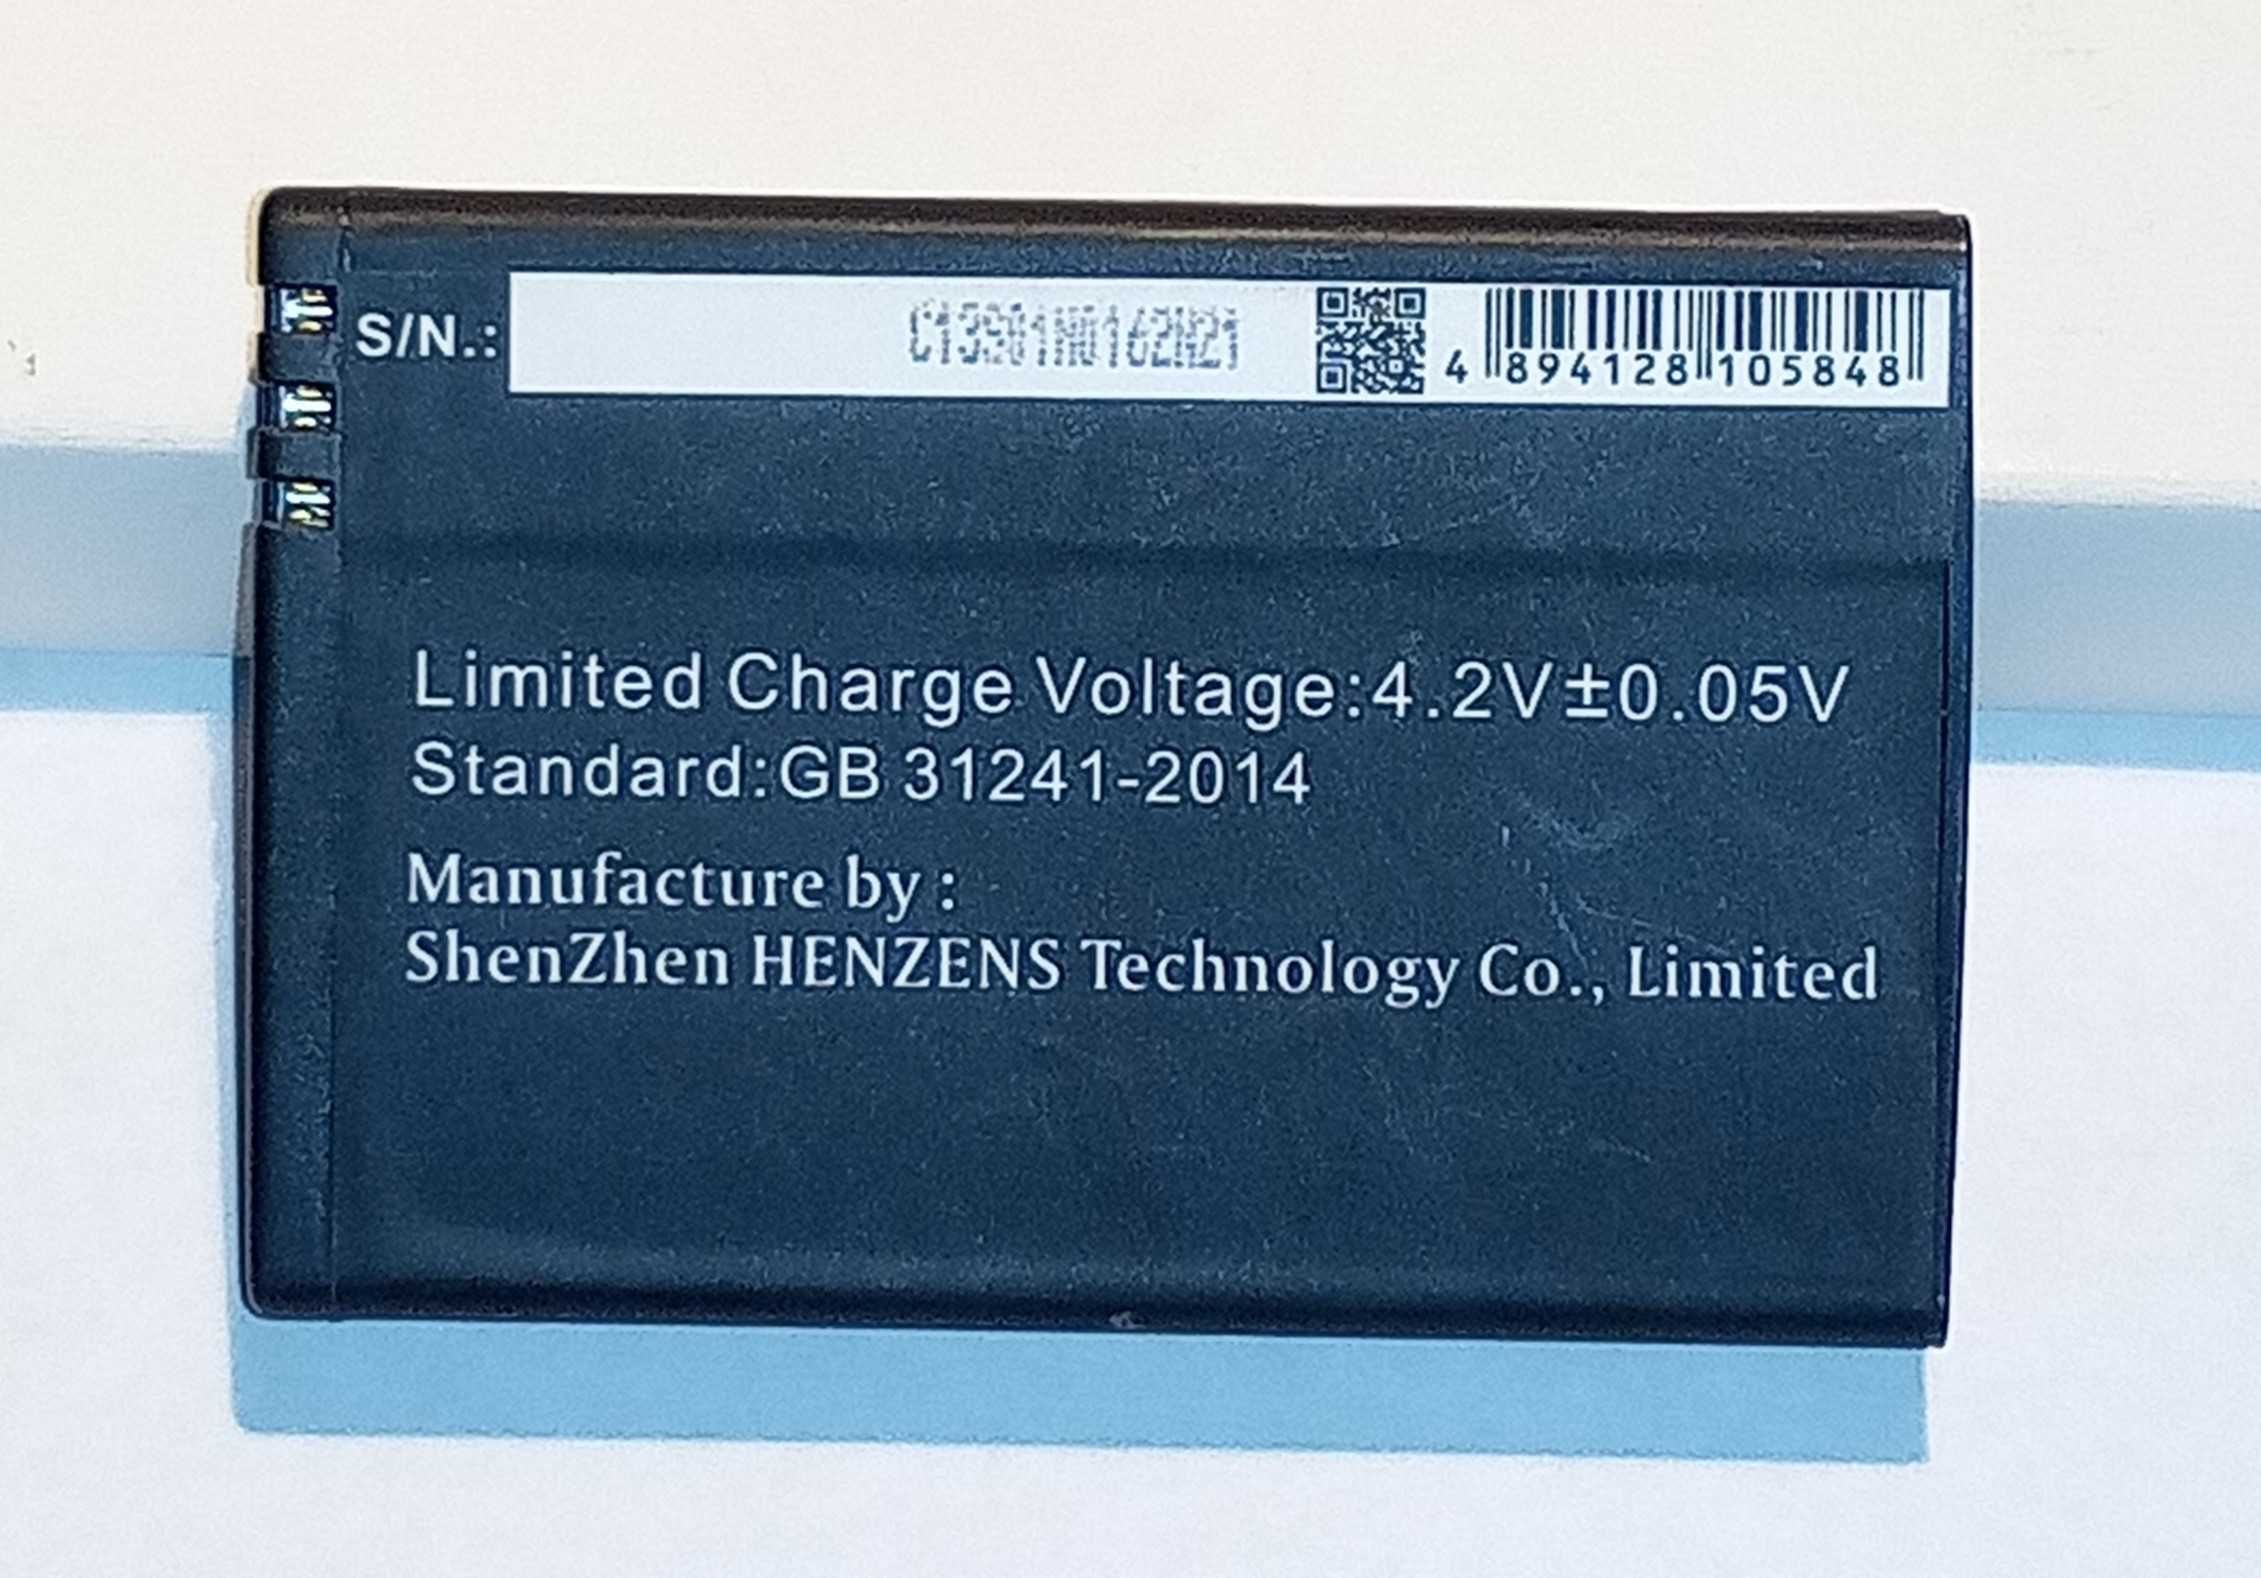 S/N.:
4 894128 105848
Limited Charge Voltage:4.2V±0.05V
Standard:GB 31241-2014
Manufacture by :
ShenZhen HENZENS Technology Co., Limited